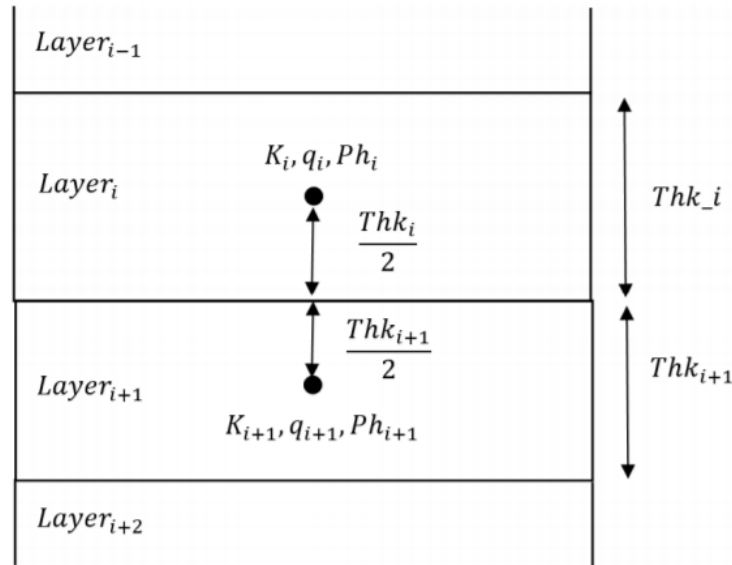 Layer_{i−1}
K_i, q_i, Ph_i
Layer_i
Thk_i
Thk_i/2
Thk_{i+1}/2
Thk_{i+1}
Layer_{i+1}
K_{i+1}, q_{i+1}, Ph_{i+1}
Layer_{i+2}